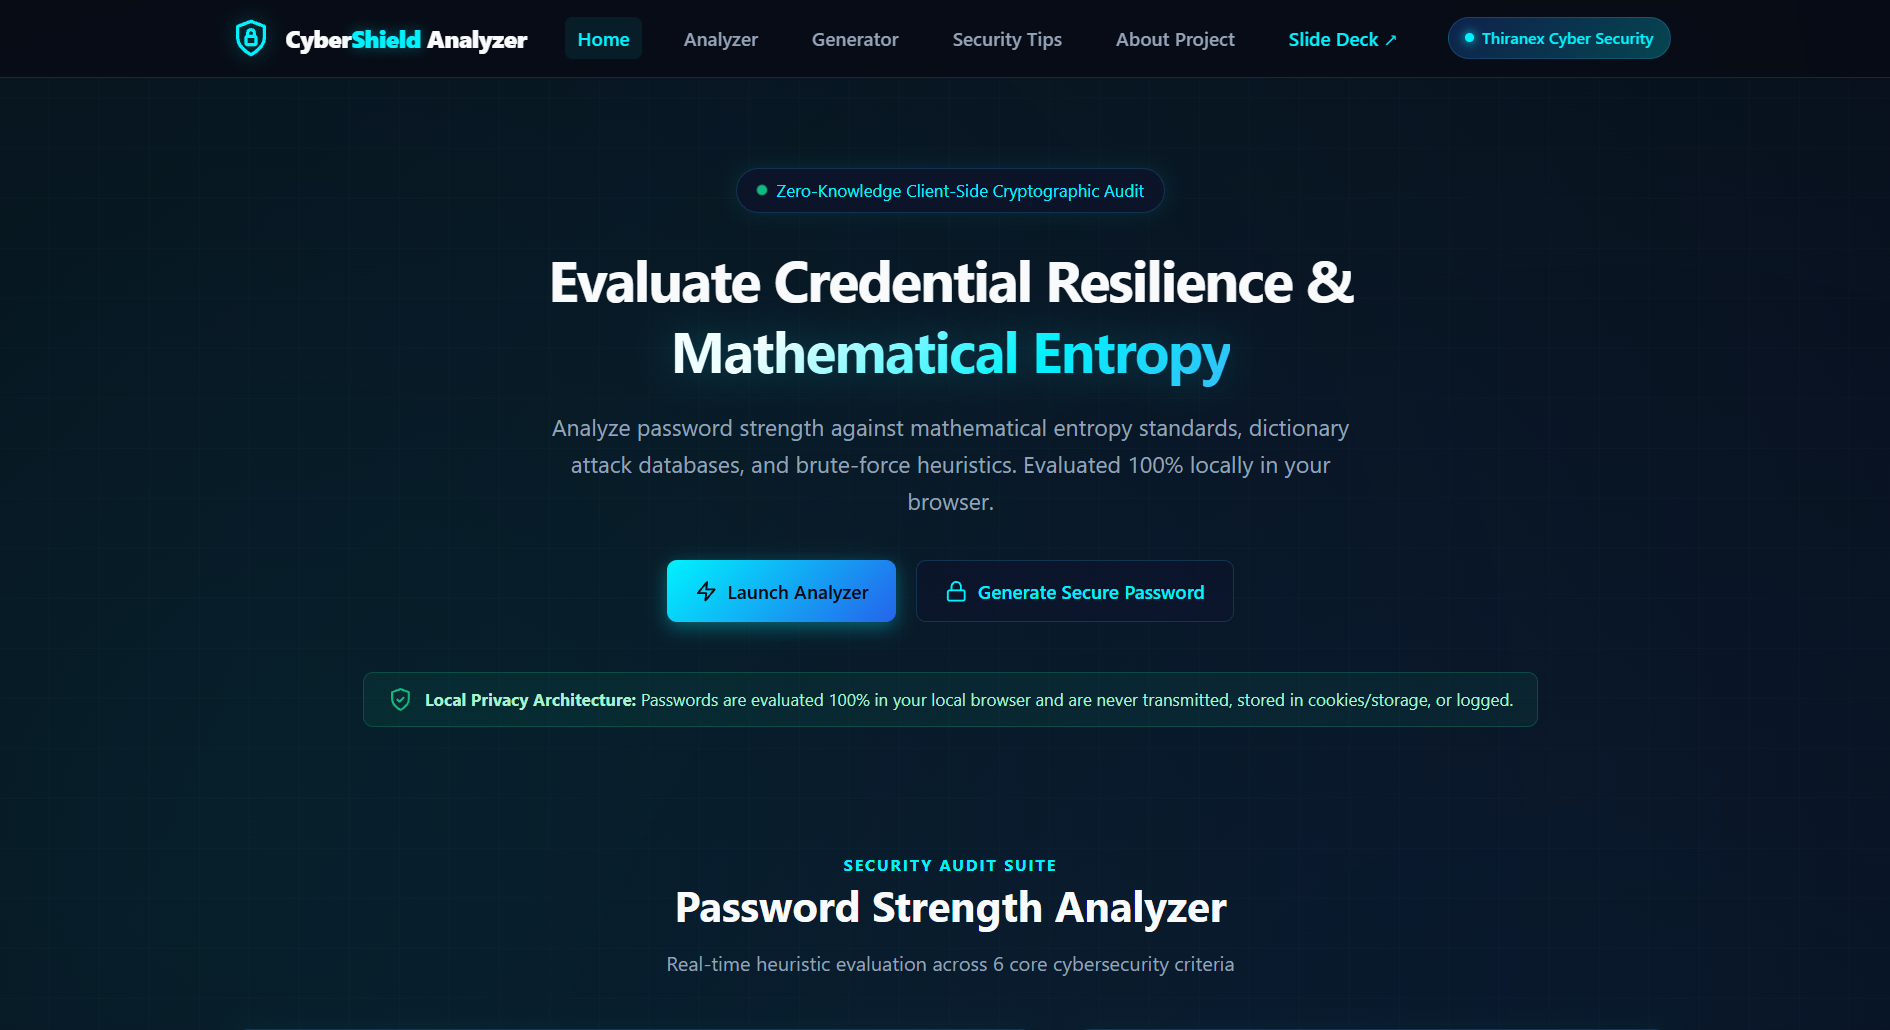 CyberShield Analyzer
Home
Analyzer
Generator
Security Tips
About Project
Slide Deck ↗
Thiranex Cyber Security
Zero-Knowledge Client-Side Cryptographic Audit
Evaluate Credential Resilience &
Mathematical Entropy
Analyze password strength against mathematical entropy standards, dictionary
attack databases, and brute-force heuristics. Evaluated 100% locally in your
browser.
Launch Analyzer
Generate Secure Password
Local Privacy Architecture: Passwords are evaluated 100% in your local browser and are never transmitted, stored in cookies/storage, or logged.
SECURITY AUDIT SUITE
Password Strength Analyzer
Real-time heuristic evaluation across 6 core cybersecurity criteria